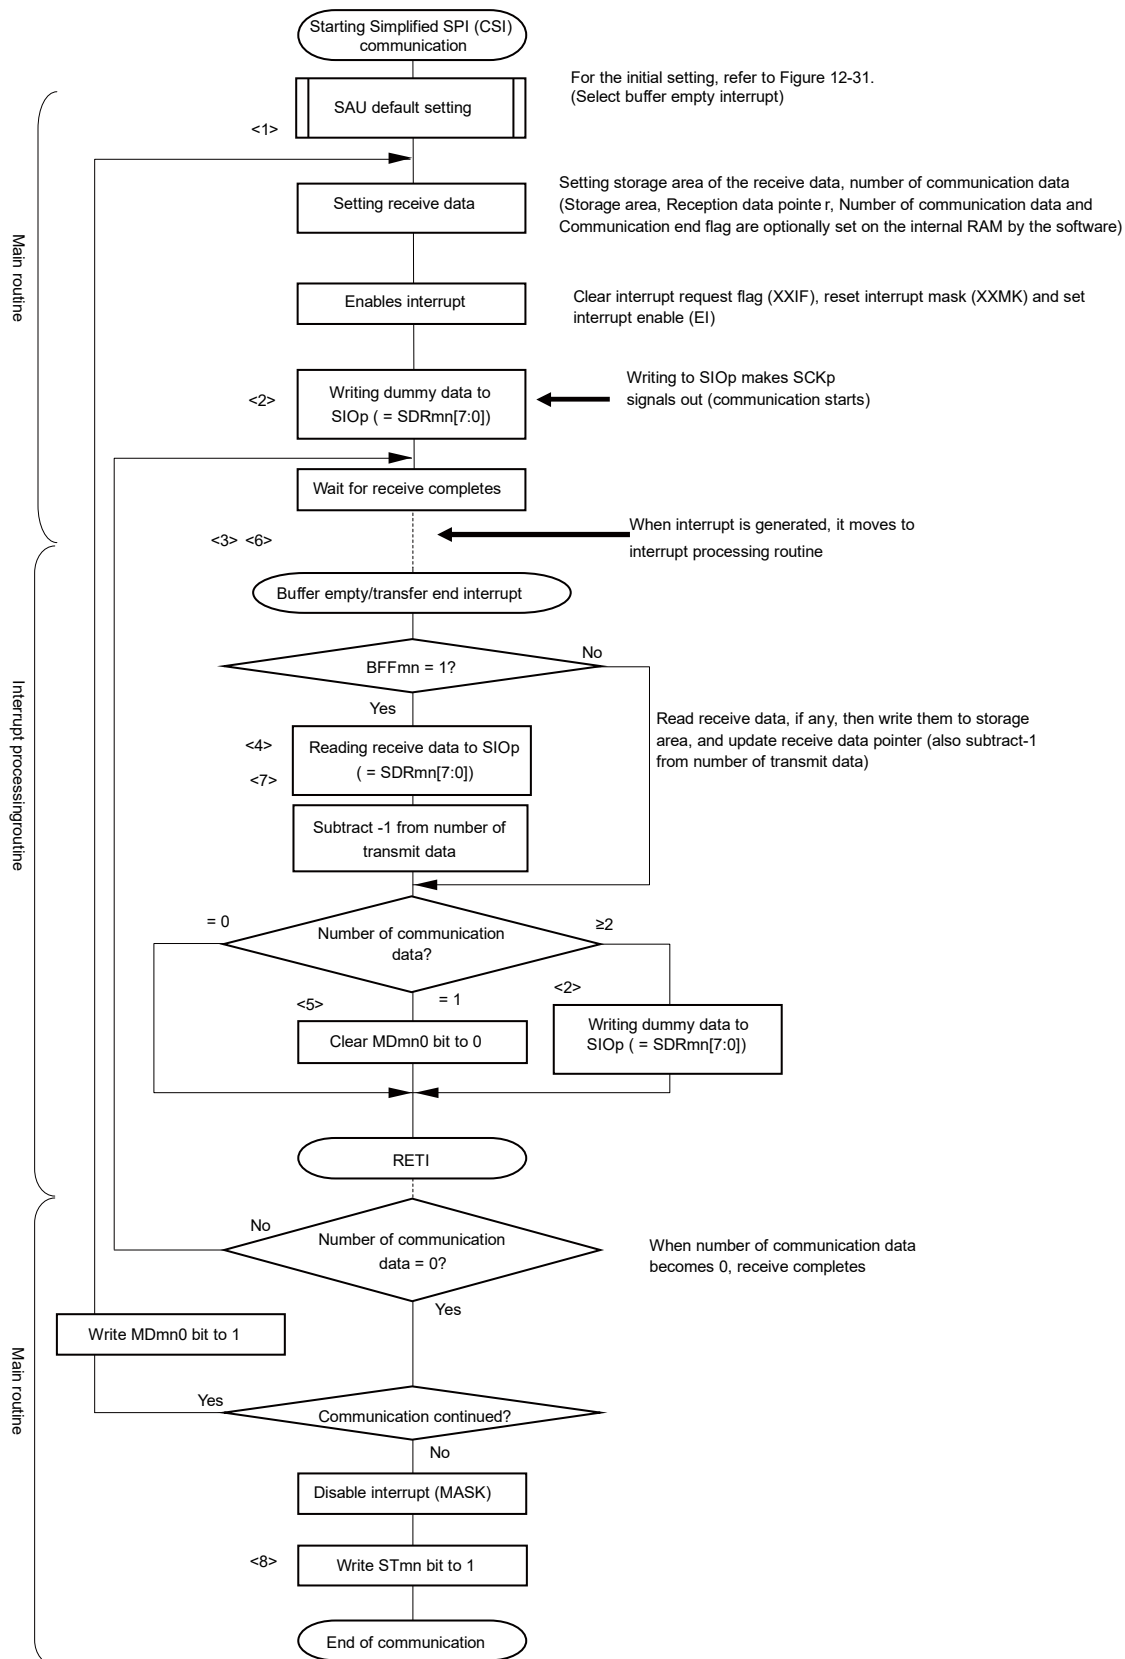 Starting Simplified SPI (CSI)
communication
For the initial setting, refer to Figure 12-31.
(Select buffer empty interrupt)
SAU default setting
<1>
Setting receive data
Setting storage area of the receive data, number of communication data
(Storage area, Reception data pointer, Number of communication data and
Communication end flag are optionally set on the internal RAM by the software)
Main routine
Enables interrupt
Clear interrupt request flag (XXIF), reset interrupt mask (XXMK) and set
interrupt enable (EI)
<2>
Writing dummy data to
SIOp ( = SDRmn[7:0])
Writing to SIOp makes SCKp
signals out (communication starts)
Wait for receive completes
<3> <6>
When interrupt is generated, it moves to
interrupt processing routine
Buffer empty/transfer end interrupt
BFFmn = 1?
No
Yes
Interrupt processingroutine
<4>
<7>
Reading receive data to SIOp
( = SDRmn[7:0])
Read receive data, if any, then write them to storage
area, and update receive data pointer (also subtract-1
from number of transmit data)
Subtract -1 from number of
transmit data
= 0
Number of communication
data?
≥2
= 1
<5>
Clear MDmn0 bit to 0
<2>
Writing dummy data to
SIOp ( = SDRmn[7:0])
RETI
No
Number of communication
data = 0?
When number of communication data
becomes 0, receive completes
Yes
Write MDmn0 bit to 1
Main routine
Yes
Communication continued?
No
Disable interrupt (MASK)
<8>
Write STmn bit to 1
End of communication